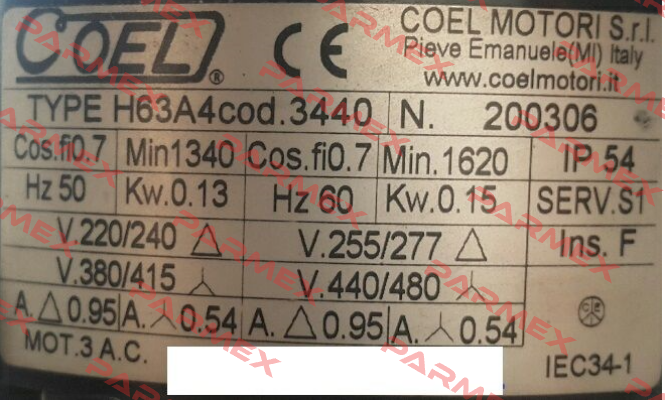 COEL®
CE
COEL MOTORI S.r.l.
Pieve Emanuele(MI) Italy
www.coelmotori.it
TYPE H63A4cod.3440 N. 200306
Cos.fi0.7 Min1340 Cos.fi0.7 Min.1620 IP 54
Hz 50 Kw.0.13 Hz 60 Kw.0.15 SERV.S1
V.220/240 △ V.255/277 △ Ins. F
V.380/415 ⅄ V.440/480 ⅄
A. △ 0.95 A. ⅄ 0.54 A. △ 0.95 A. ⅄ 0.54
MOT.3 A.C. IEC34-1
PARMEX